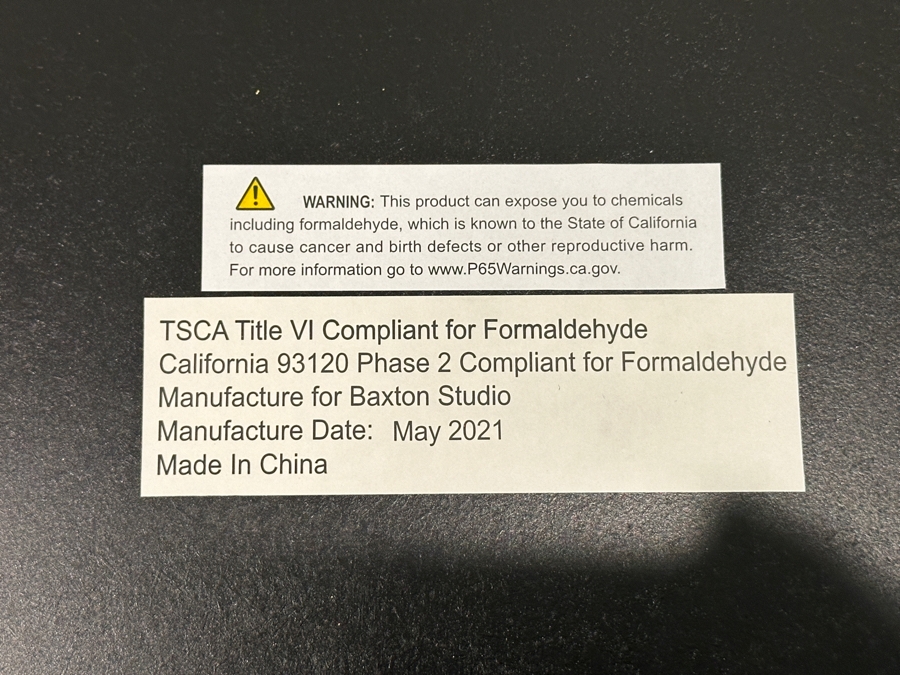 WARNING: This product can expose you to chemicals
including formaldehyde, which is known to the State of California
to cause cancer and birth defects or other reproductive harm.
For more information go to www.P65Warnings.ca.gov.
TSCA Title VI Compliant for Formaldehyde
California 93120 Phase 2 Compliant for Formaldehyde
Manufacture for Baxton Studio
Manufacture Date: May 2021
Made In China